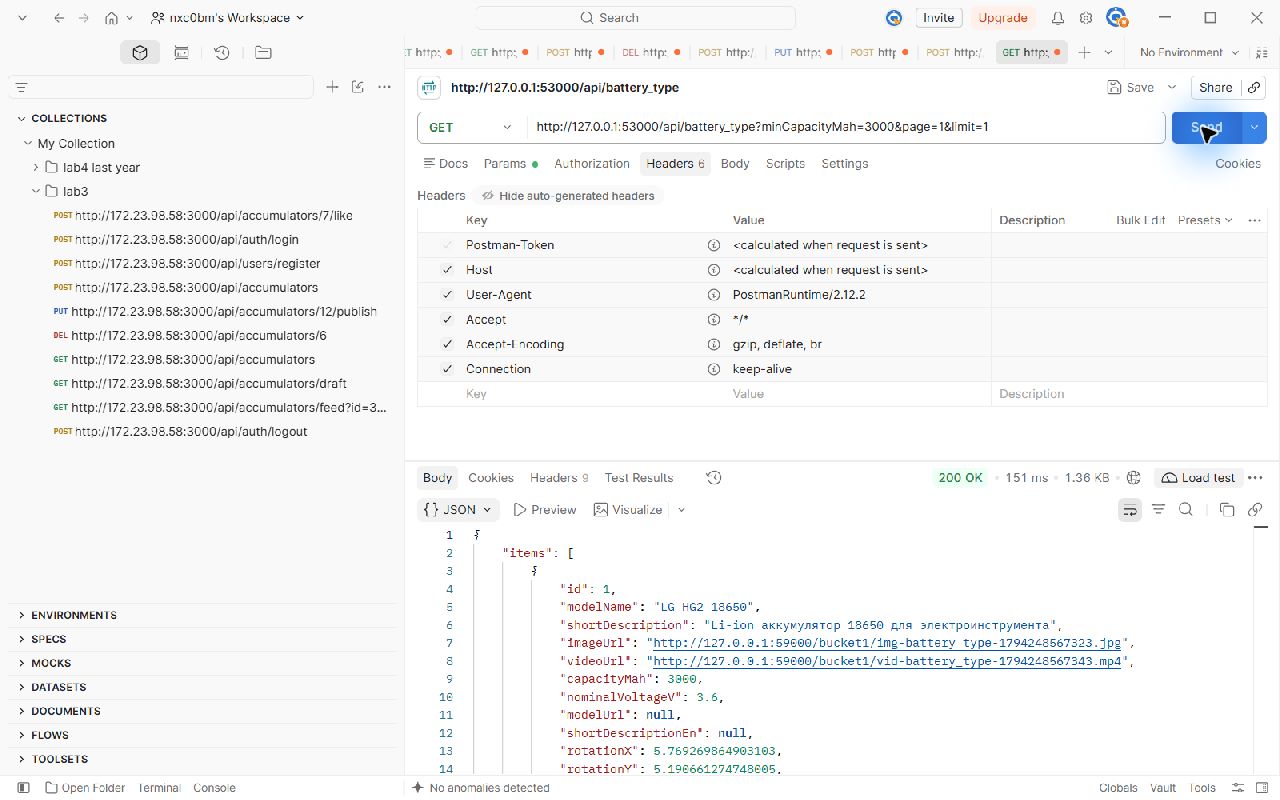 nxc0bm's Workspace
Search
Invite
Upgrade
GET http:
POST http
DEL http:
POST http:/
PUT http:
POST http:
POST http:/
GET http:
No Environment
COLLECTIONS
My Collection
lab4 last year
lab3
POST http://172.23.98.58:3000/api/accumulators/7/like
POST http://172.23.98.58:3000/api/auth/login
POST http://172.23.98.58:3000/api/users/register
POST http://172.23.98.58:3000/api/accumulators
PUT http://172.23.98.58:3000/api/accumulators/12/publish
DEL http://172.23.98.58:3000/api/accumulators/6
GET http://172.23.98.58:3000/api/accumulators
GET http://172.23.98.58:3000/api/accumulators/draft
GET http://172.23.98.58:3000/api/accumulators/feed?id=3...
POST http://172.23.98.58:3000/api/auth/logout
ENVIRONMENTS
SPECS
MOCKS
DATASETS
DOCUMENTS
FLOWS
TOOLSETS
HTTP http://127.0.0.1:53000/api/battery_type
Save
Share
GET http://127.0.0.1:53000/api/battery_type?minCapacityMah=3000&page=1&limit=1
Send
Docs Params Authorization Headers 6 Body Scripts Settings Cookies
Headers Hide auto-generated headers
Key Value Description Bulk Edit Presets
Postman-Token <calculated when request is sent>
Host <calculated when request is sent>
User-Agent PostmanRuntime/2.12.2
Accept */*
Accept-Encoding gzip, deflate, br
Connection keep-alive
Key Value Description
Body Cookies Headers 9 Test Results 200 OK 151 ms 1.36 KB Load test
{} JSON Preview Visualize
1 {
2 "items": [
3 {
4 "id": 1,
5 "modelName": "LG HG2 18650",
6 "shortDescription": "Li-ion аккумулятор 18650 для электроинструмента",
7 "imageUrl": "http://127.0.0.1:59000/bucket1/img-battery_type-1794248567323.jpg",
8 "videoUrl": "http://127.0.0.1:59000/bucket1/vid-battery_type-1794248567343.mp4",
9 "capacityMah": 3000,
10 "nominalVoltageV": 3.6,
11 "modelUrl": null,
12 "shortDescriptionEn": null,
13 "rotationX": 5.769269864903103,
14 "rotationY": 5.190661274748005,
Open Folder Terminal Console
No anomalies detected
Globals Vault Tools